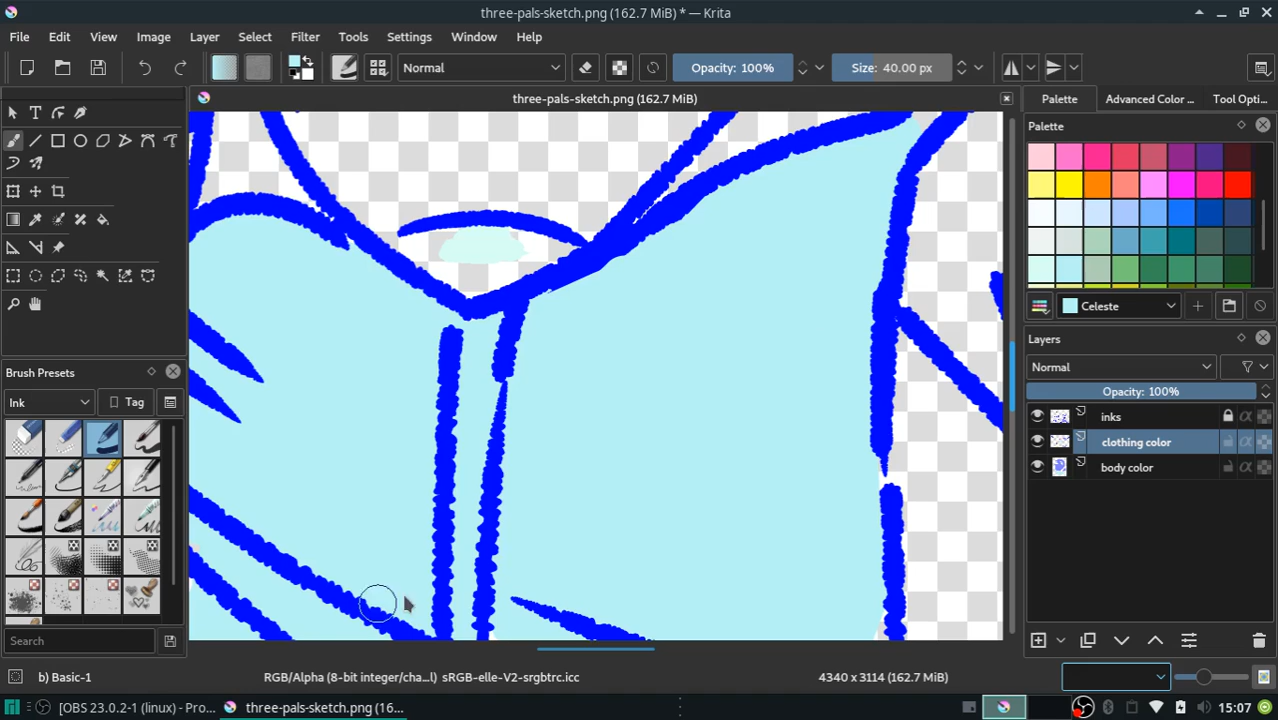 three-pals-sketch.png (162.7 MiB) * — Krita
File Edit View Image Layer Select Filter Tools Settings Window Help
Normal Opacity: 100% Size: 40.00 px
three-pals-sketch.png (162.7 MiB)
Palette Advanced Color ... Tool Opti...
Palette
Celeste
Layers
Normal
Opacity: 100%
inks
clothing color
body color
Brush Presets
Ink Tag
Search
b) Basic-1 RGB/Alpha (8-bit integer/cha...l) sRGB-elle-V2-srgbtrc.icc 4340 x 3114 (162.7 MiB)
[OBS 23.0.2-1 (linux) - Pro... three-pals-sketch.png (16... 15:07